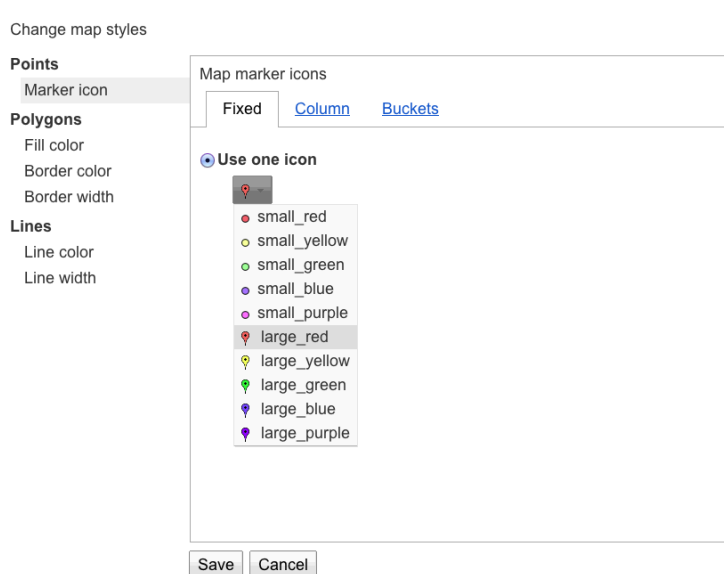 Change map styles
Points
Marker icon
Polygons
Fill color
Border color
Border width
Lines
Line color
Line width
Map marker icons
Fixed Column Buckets
Use one icon
small_red
small_yellow
small_green
small_blue
small_purple
large_red
large_yellow
large_green
large_blue
large_purple
Save Cancel